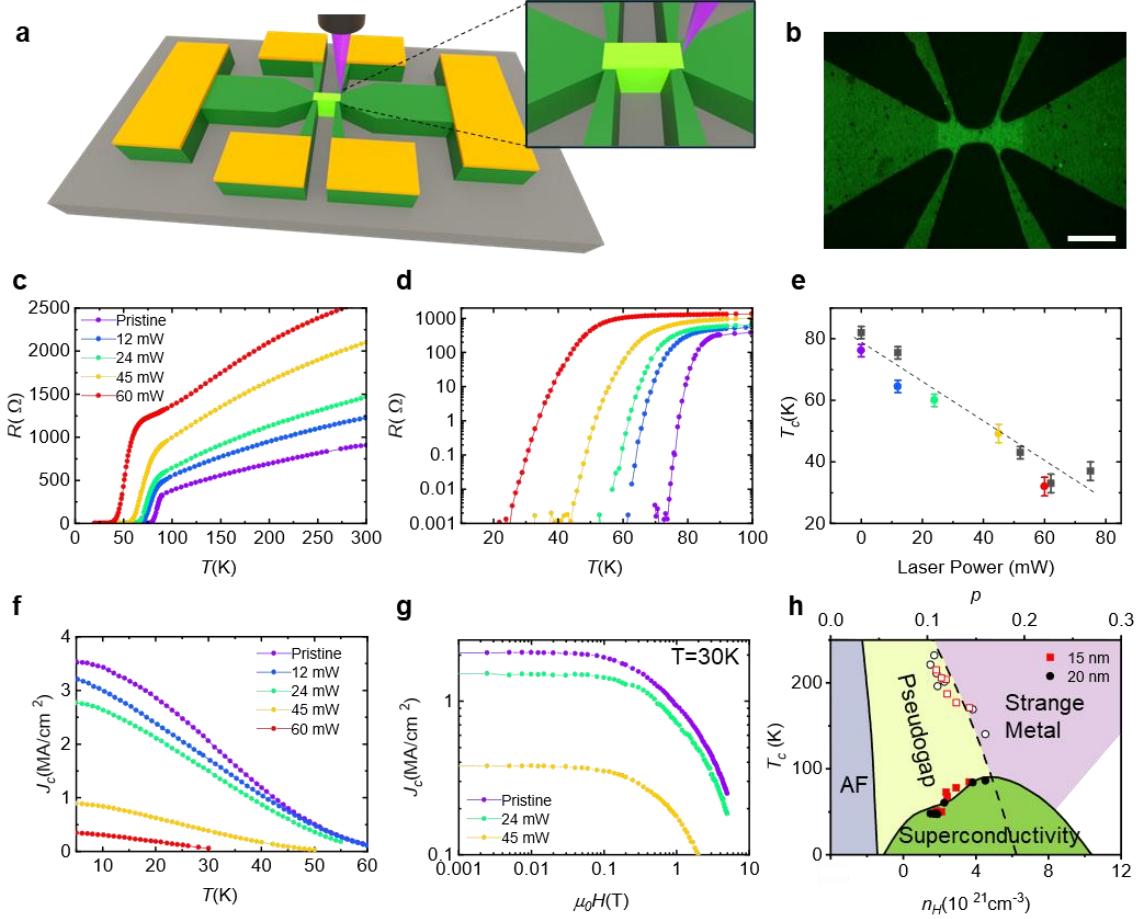 a
b
c
2500
2000
1500
1000
500
0
R( Ω)
Pristine
12 mW
24 mW
45 mW
60 mW
0 50 100 150 200 250 300
T(K)
d
1000
100
10
1
0.1
0.01
0.001
R( Ω)
20 40 60 80 100
T(K)
e
80
60
40
20
Tc(K)
0 20 40 60 80
Laser Power (mW)
f
4
3
2
1
0
Jc(MA/cm 2)
Pristine
12 mW
24 mW
45 mW
60 mW
10 20 30 40 50 60
T(K)
g
T=30K
1
0.1
Jc(MA/cm 2)
Pristine
24 mW
45 mW
0.001 0.01 0.1 1 10
μ0H(T)
h
p
0.0 0.1 0.2 0.3
15 nm
20 nm
200
100
0
Tc (K)
AF
Pseudogap
Strange
Metal
Superconductivity
0 4 8 12
nH(10 21cm-3)